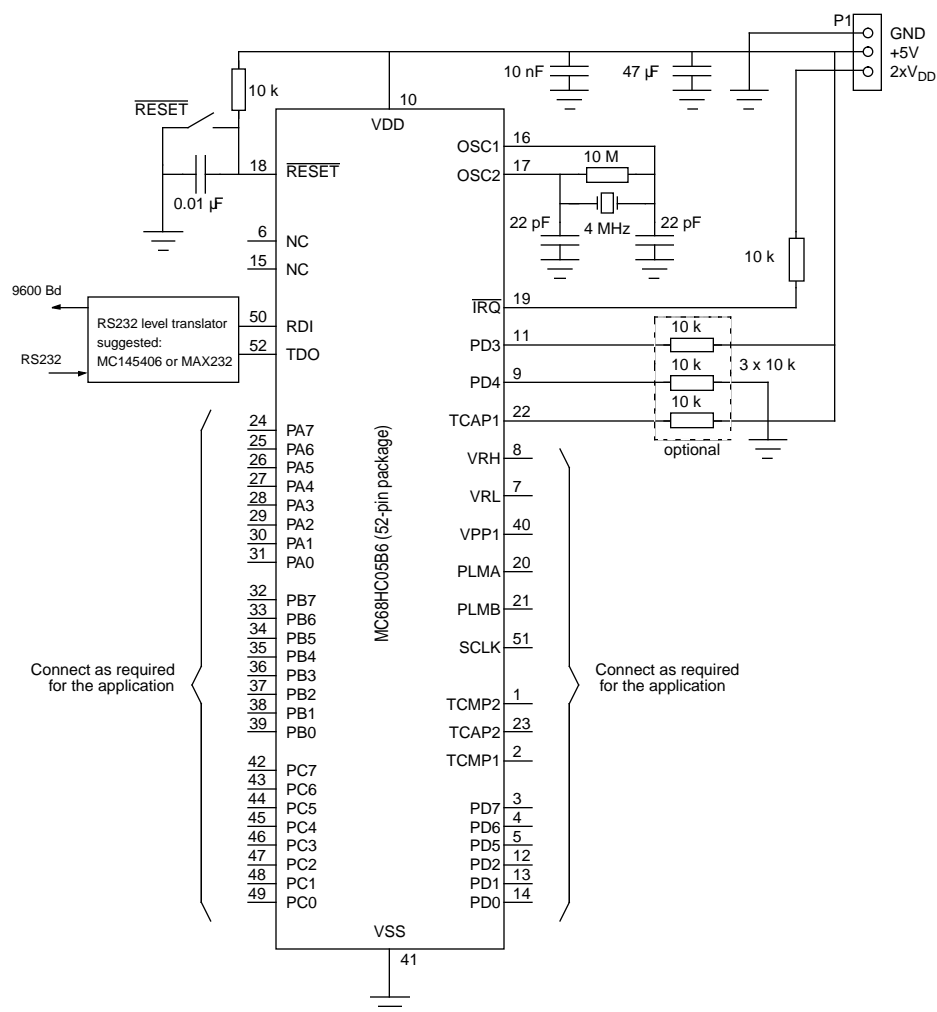 P1
GND
+5V
2xVDD
10 nF
47 µF
10 k
10
VDD
RESET
18
RESET
0.01 µF
16
OSC1
17
OSC2
10 M
22 pF
4 MHz
22 pF
6
NC
15
NC
10 k
19
IRQ
9600 Bd
RS232
RS232 level translator
suggested:
MC145406 or MAX232
50
RDI
52
TDO
11
PD3
10 k
9
PD4
10 k
3 x 10 k
22
TCAP1
10 k
optional
MC68HC05B6 (52-pin package)
24
PA7
25
PA6
26
PA5
27
PA4
28
PA3
29
PA2
30
PA1
31
PA0
32
PB7
33
PB6
34
PB5
35
PB4
36
PB3
37
PB2
38
PB1
39
PB0
42
PC7
43
PC6
44
PC5
45
PC4
46
PC3
47
PC2
48
PC1
49
PC0
Connect as required
for the application
8
VRH
7
VRL
40
VPP1
20
PLMA
21
PLMB
51
SCLK
1
TCMP2
23
TCAP2
2
TCMP1
3
PD7
4
PD6
5
PD5
12
PD2
13
PD1
14
PD0
Connect as required
for the application
VSS
41